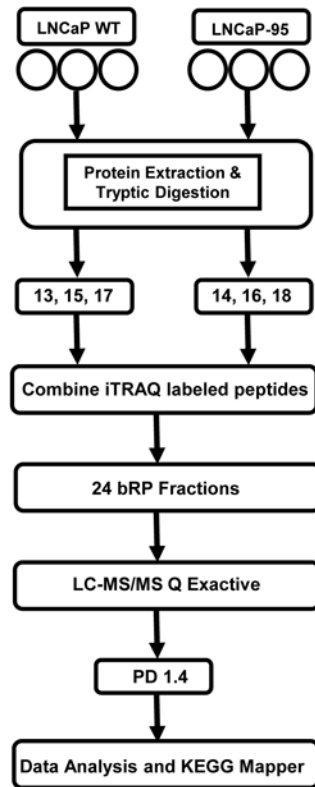 LNCaP WT
LNCaP-95
Protein Extraction &
Tryptic Digestion
13, 15, 17
14, 16, 18
Combine iTRAQ labeled peptides
24 bRP Fractions
LC-MS/MS Q Exactive
PD 1.4
Data Analysis and KEGG Mapper